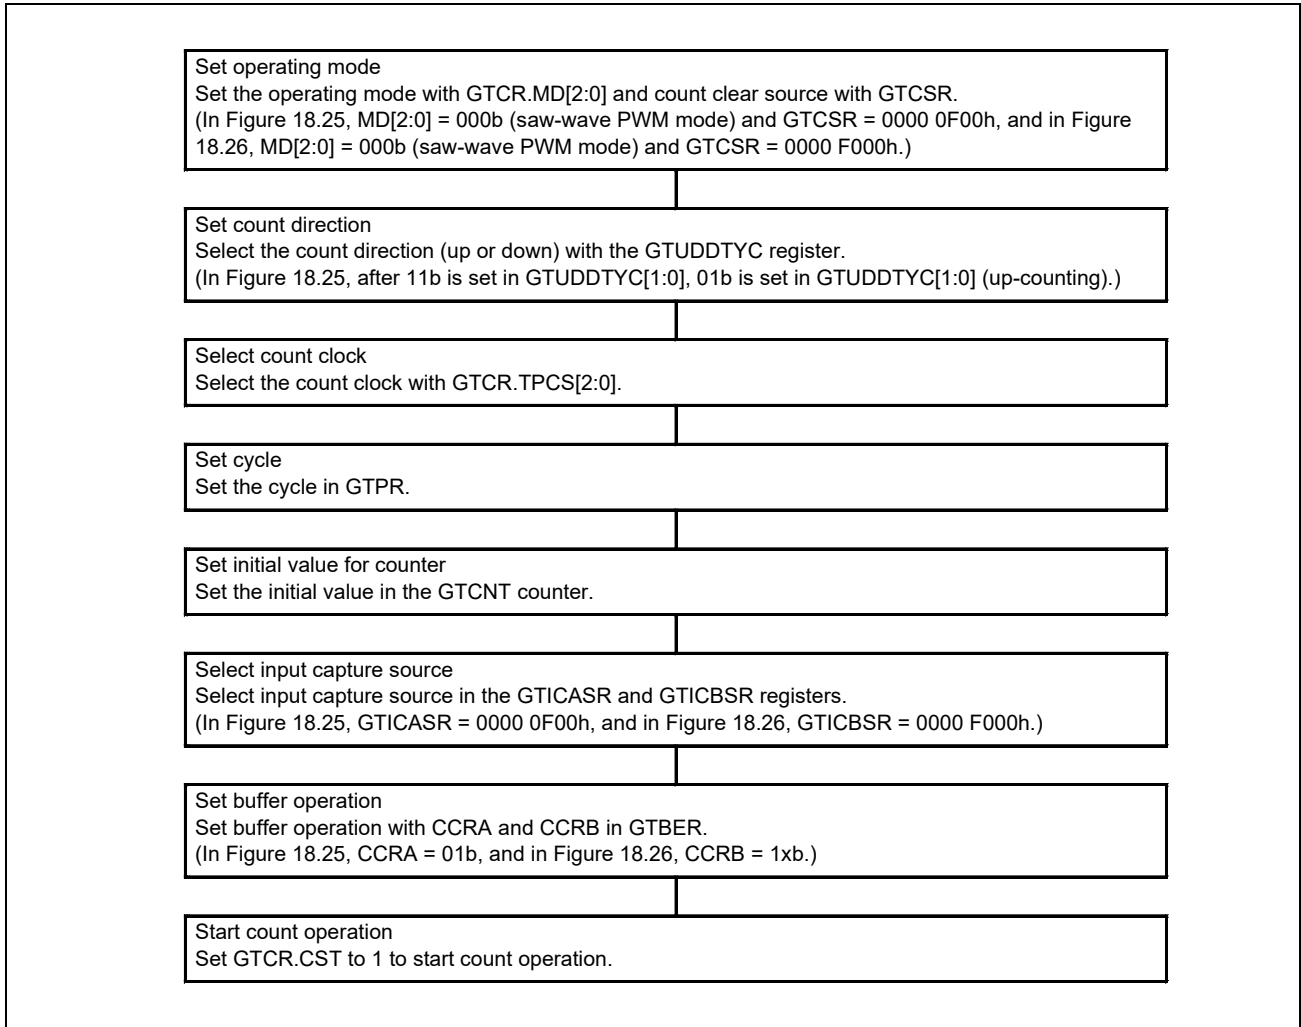 Set operating mode
Set the operating mode with GTCR.MD[2:0] and count clear source with GTCSR.
(In Figure 18.25, MD[2:0] = 000b (saw-wave PWM mode) and GTCSR = 0000 0F00h, and in Figure
18.26, MD[2:0] = 000b (saw-wave PWM mode) and GTCSR = 0000 F000h.)
Set count direction
Select the count direction (up or down) with the GTUDDTYC register.
(In Figure 18.25, after 11b is set in GTUDDTYC[1:0], 01b is set in GTUDDTYC[1:0] (up-counting).)
Select count clock
Select the count clock with GTCR.TPCS[2:0].
Set cycle
Set the cycle in GTPR.
Set initial value for counter
Set the initial value in the GTCNT counter.
Select input capture source
Select input capture source in the GTICASR and GTICBSR registers.
(In Figure 18.25, GTICASR = 0000 0F00h, and in Figure 18.26, GTICBSR = 0000 F000h.)
Set buffer operation
Set buffer operation with CCRA and CCRB in GTBER.
(In Figure 18.25, CCRA = 01b, and in Figure 18.26, CCRB = 1xb.)
Start count operation
Set GTCR.CST to 1 to start count operation.